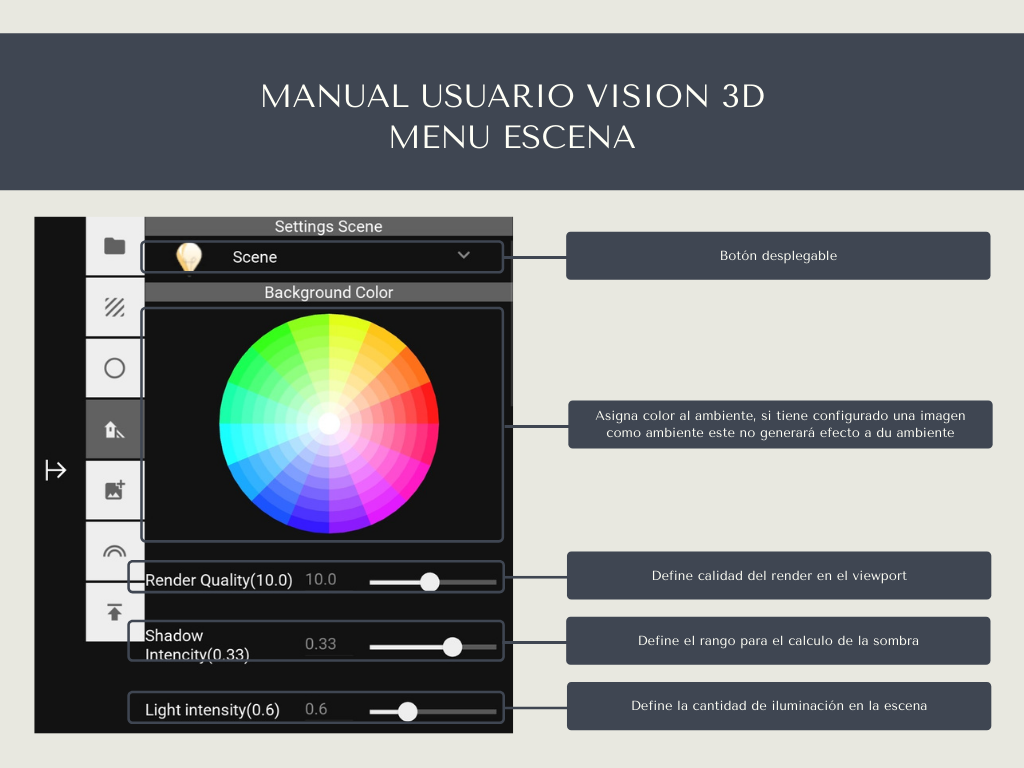 MANUAL USUARIO VISION 3D
MENU ESCENA
Settings Scene
Scene
Botón desplegable
Background Color
Asigna color al ambiente, si tiene configurado una imagen
como ambiente este no generará efecto a du ambiente
Render Quality(10.0) 10.0
Define calidad del render en el viewport
Shadow
Intencity(0.33) 0.33
Define el rango para el calculo de la sombra
Light intensity(0.6) 0.6
Define la cantidad de iluminación en la escena